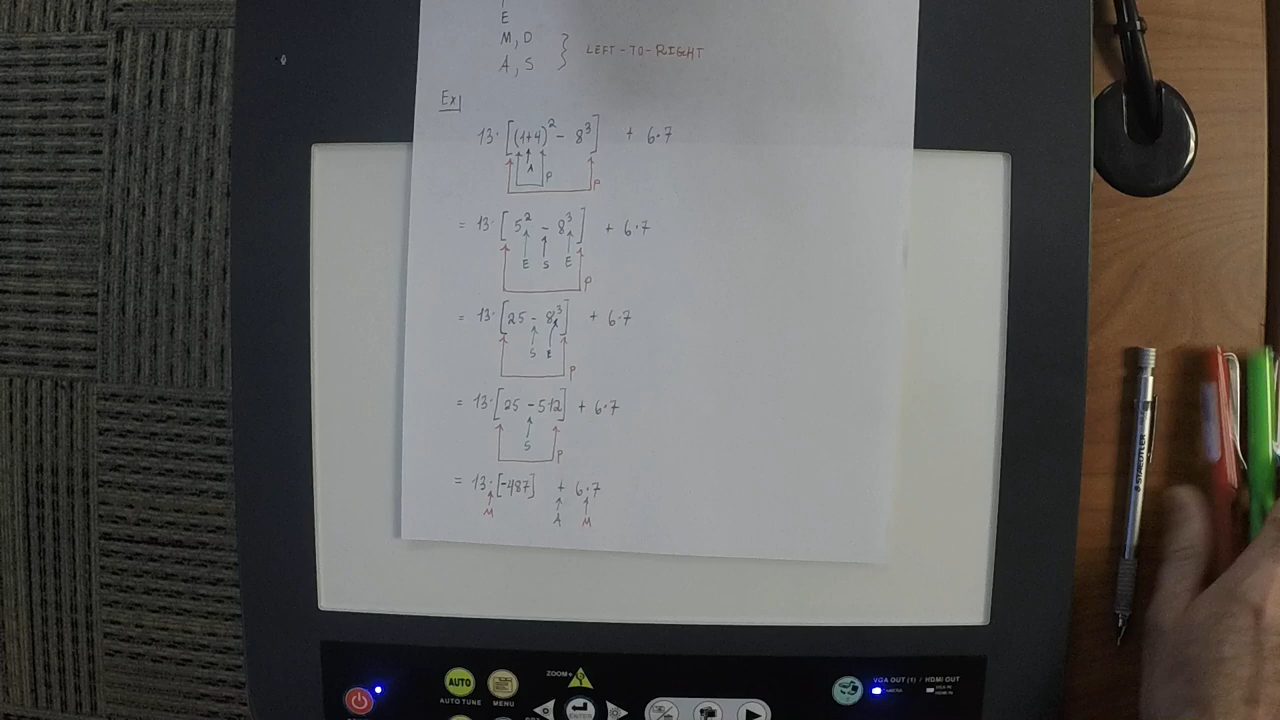 E
M, D
A, S } LEFT-TO-RIGHT
Ex
13·[(1+4)² - 8³] + 6·7
A
P
P
= 13·[5² - 8³] + 6·7
E S E
P
= 13·[25 - 8³] + 6·7
S E
P
= 13·[25 - 512] + 6·7
S
P
= 13·[-487] + 6·7
M A M
STAEDTLER
ZOOM+
AUTO
AUTO TUNE
MENU
ENTER
VGA OUT (1) / HDMI OUT